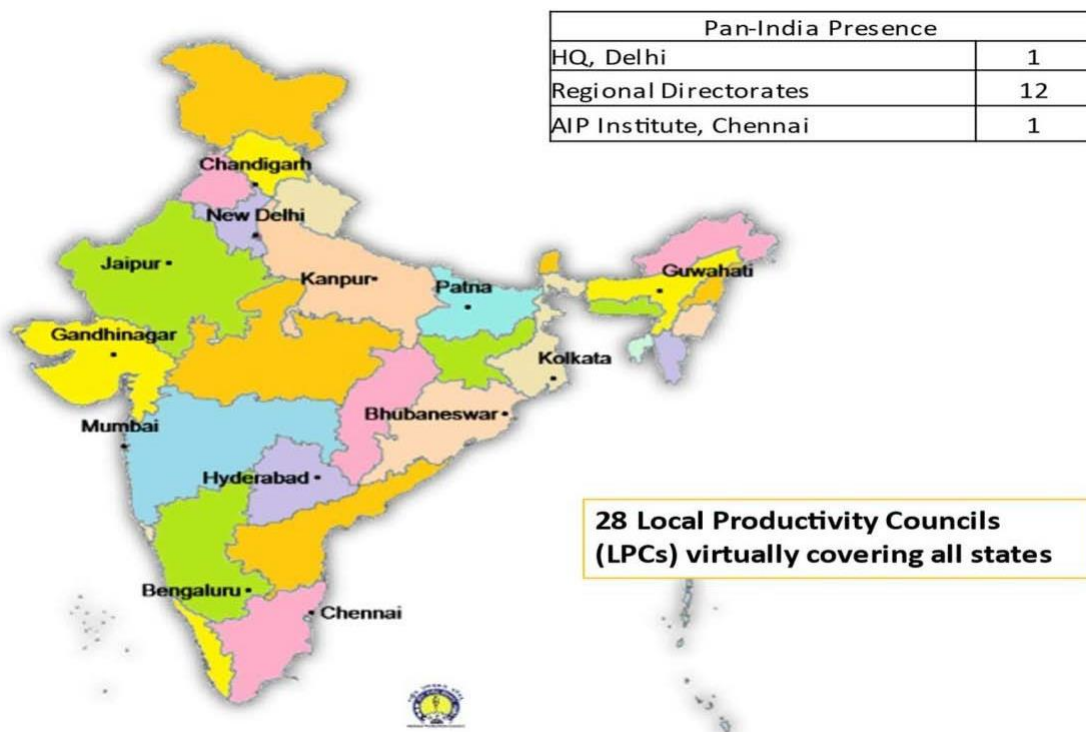 Pan-India Presence
HQ, Delhi 1
Regional Directorates 12
AIP Institute, Chennai 1
Chandigarh
New Delhi
Jaipur
Kanpur
Patna
Guwahati
Gandhinagar
Kolkata
Mumbai
Bhubaneswar
Hyderabad
28 Local Productivity Councils
(LPCs) virtually covering all states
Bengaluru
Chennai